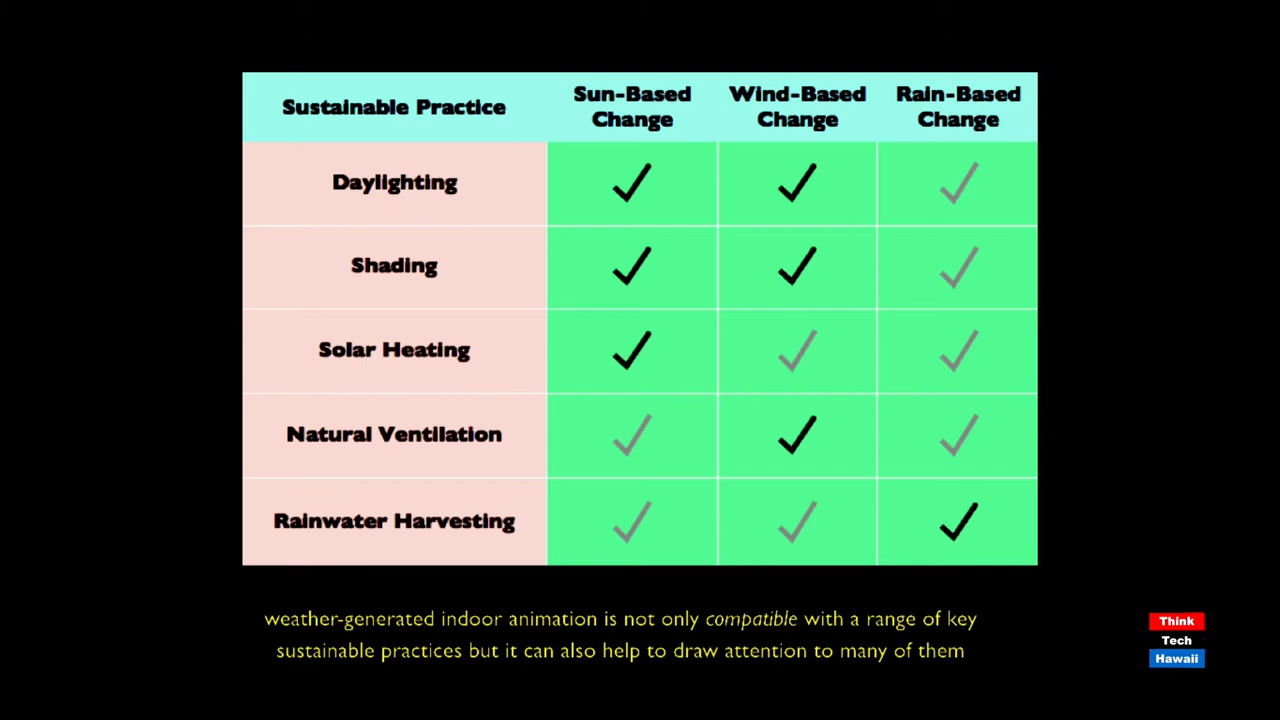 Sustainable Practice
Sun-Based
Change
Wind-Based
Change
Rain-Based
Change
Daylighting
✓ ✓ ✓
Shading
✓ ✓ ✓
Solar Heating
✓ ✓ ✓
Natural Ventilation
✓ ✓ ✓
Rainwater Harvesting
✓ ✓ ✓
weather-generated indoor animation is not only compatible with a range of key
sustainable practices but it can also help to draw attention to many of them
Think
Tech
Hawaii